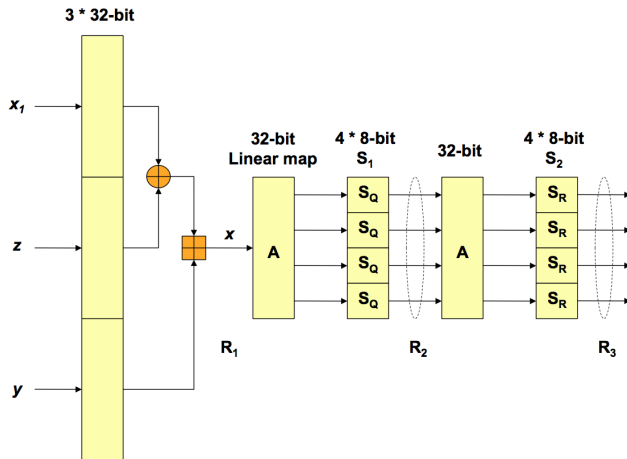 3 * 32-bit
x1
z
y
x
32-bit
Linear map
4 * 8-bit
S1
32-bit
4 * 8-bit
S2
A
SQ
SQ
SQ
SQ
A
SR
SR
SR
SR
R1
R2
R3